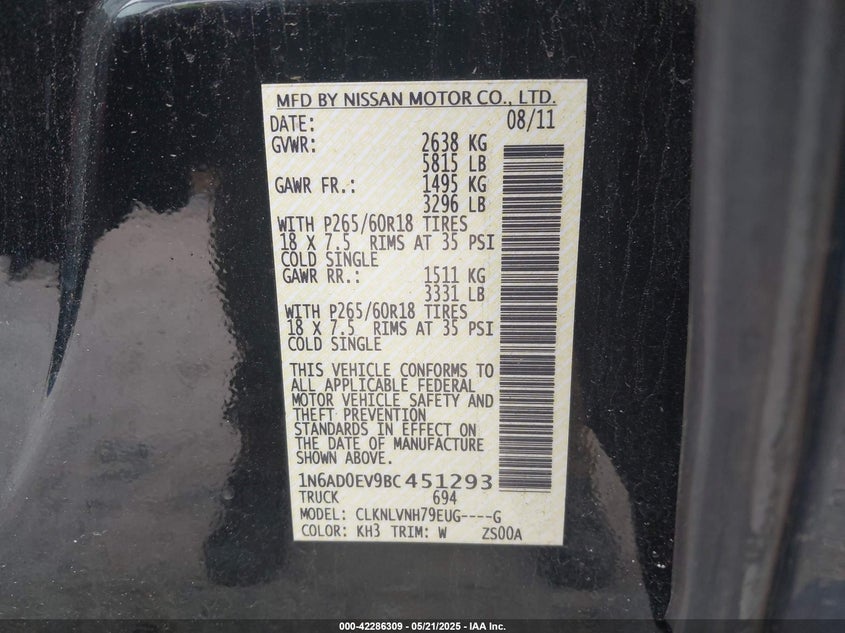 MFD BY NISSAN MOTOR CO., LTD.
DATE: 08/11
GVWR: 2638 KG
5815 LB
GAWR FR.: 1495 KG
3296 LB
WITH P265/60R18 TIRES
18 X 7.5 RIMS AT 35 PSI
COLD SINGLE
GAWR RR.: 1511 KG
3331 LB
WITH P265/60R18 TIRES
18 X 7.5 RIMS AT 35 PSI
COLD SINGLE
THIS VEHICLE CONFORMS TO
ALL APPLICABLE FEDERAL
MOTOR VEHICLE SAFETY AND
THEFT PREVENTION
STANDARDS IN EFFECT ON
THE DATE OF MANUFACTURE
SHOWN ABOVE.
1N6AD0EV9BC451293
TRUCK 694
MODEL: CLKNLVNH79EUG----G
COLOR: KH3 TRIM: W ZS00A
000-42286309 - 05/21/2025 - IAA Inc.